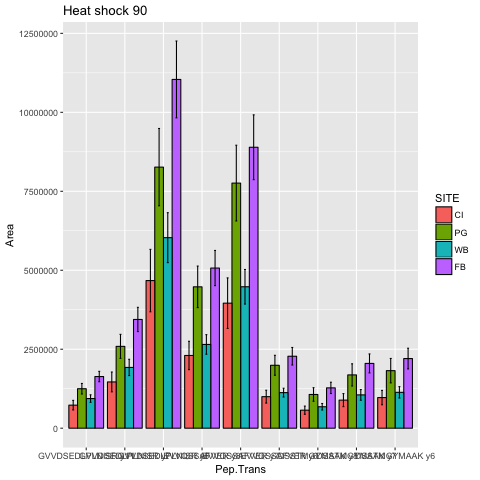 Heat shock 90
12500000
10000000
7500000
5000000
2500000
0
Area
SITE
CI
PG
WB
FB
GVVDSEDLPLNISR
GYMAAK y6
Pep.Trans